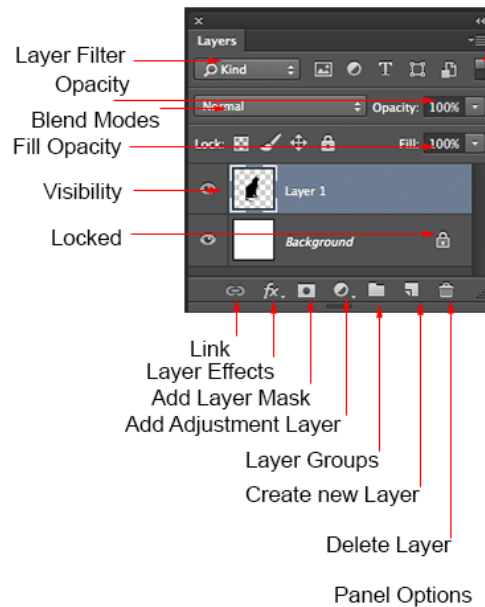 Layers
Layer Filter
Kind
T
Opacity
Normal
Opacity: 100%
Blend Modes
Fill Opacity
Lock:
Fill: 100%
Visibility
Layer 1
Locked
Background
fx
Link
Layer Effects
Add Layer Mask
Add Adjustment Layer
Layer Groups
Create new Layer
Delete Layer
Panel Options